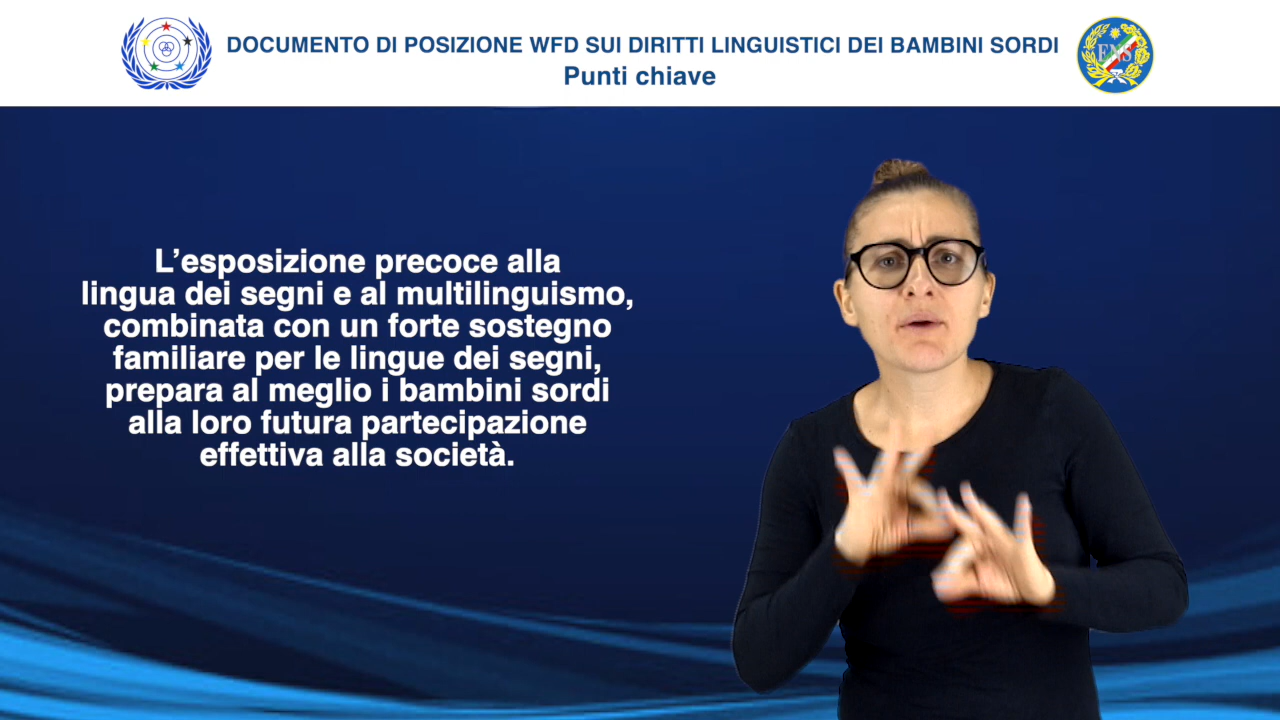 DOCUMENTO DI POSIZIONE WFD SUI DIRITTI LINGUISTICI DEI BAMBINI SORDI
Punti chiave
ENS
L’esposizione precoce alla
lingua dei segni e al multilinguismo,
combinata con un forte sostegno
familiare per le lingue dei segni,
prepara al meglio i bambini sordi
alla loro futura partecipazione
effettiva alla società.